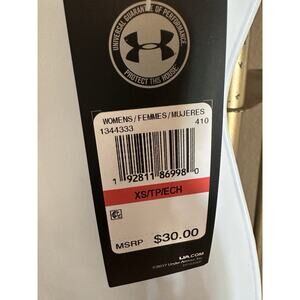 UNIVERSAL GUARANTEE OF PERFORMANCE
PROTECT THIS HOUSE.
WOMENS/FEMMES/MUJERES
1344333 410
1 92811 86998 0
XS/TP/ECH
MSRP $30.00
UA.COM
©2017 Under Armour, Inc.